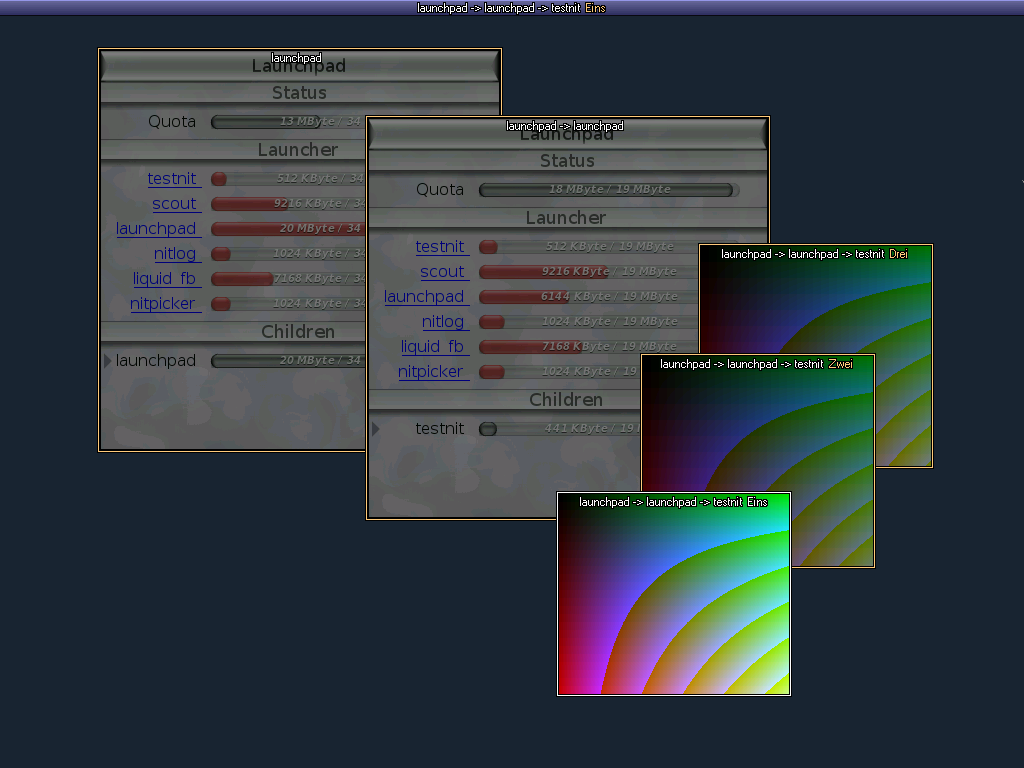 launchpad -> launchpad -> testnit Eins
launchpad
Launchpad
Status
Quota 13 MByte / 34
Launcher
testnit 512 KByte / 34
scout 9216 KByte / 34
launchpad 20 MByte / 34
nitlog 1024 KByte / 34
liquid_fb 7168 KByte / 34
nitpicker 1024 KByte / 34
Children
launchpad 20 MByte / 34
launchpad -> launchpad
Launchpad
Status
Quota 18 MByte / 19 MByte
Launcher
testnit 512 KByte / 19 MByte
scout 9216 KByte / 19 MByte
launchpad 6144 KByte / 19 MByte
nitlog 1024 KByte / 19 MByte
liquid_fb 7168 KByte / 19 MByte
nitpicker 1024 KByte / 19
Children
testnit 441 KByte / 19
launchpad -> launchpad -> testnit Drei
launchpad -> launchpad -> testnit Zwei
launchpad -> launchpad -> testnit Eins